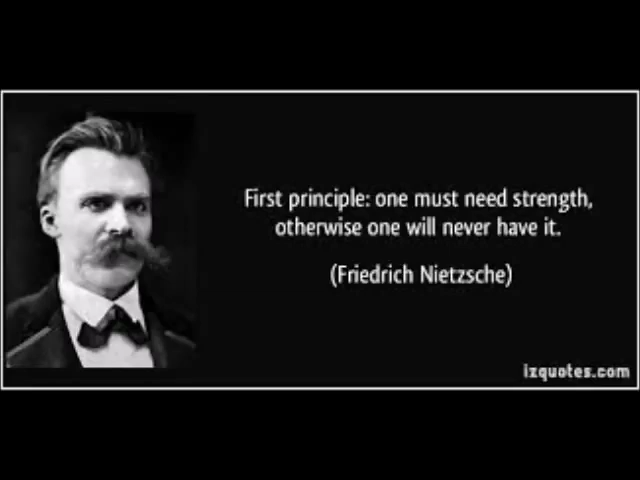 First principle: one must need strength,
otherwise one will never have it.
(Friedrich Nietzsche)
izquotes.com